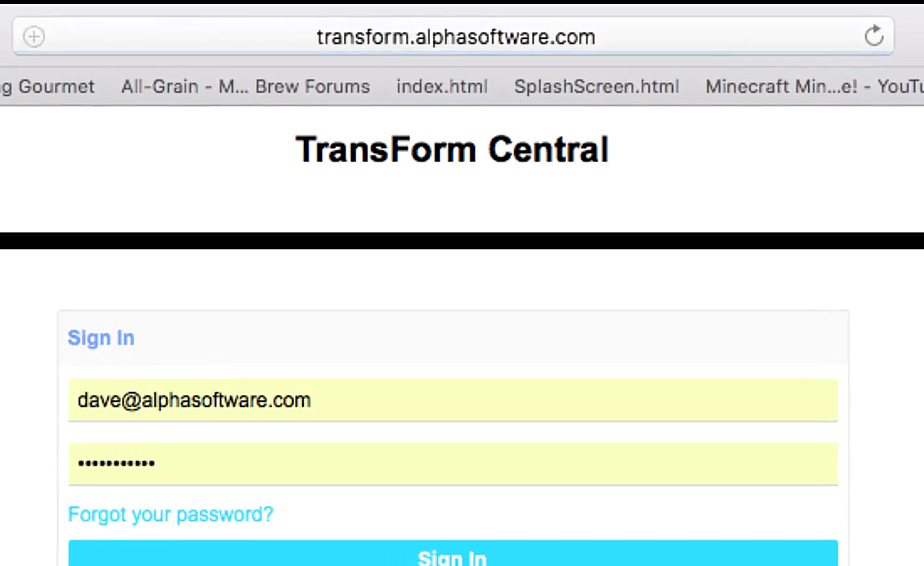 transform.alphasoftware.com
g Gourmet All-Grain - M... Brew Forums index.html SplashScreen.html Minecraft Min...e! - YouTu
TransForm Central
Sign In
dave@alphasoftware.com
•••••••••••
Forgot your password?
Sign In